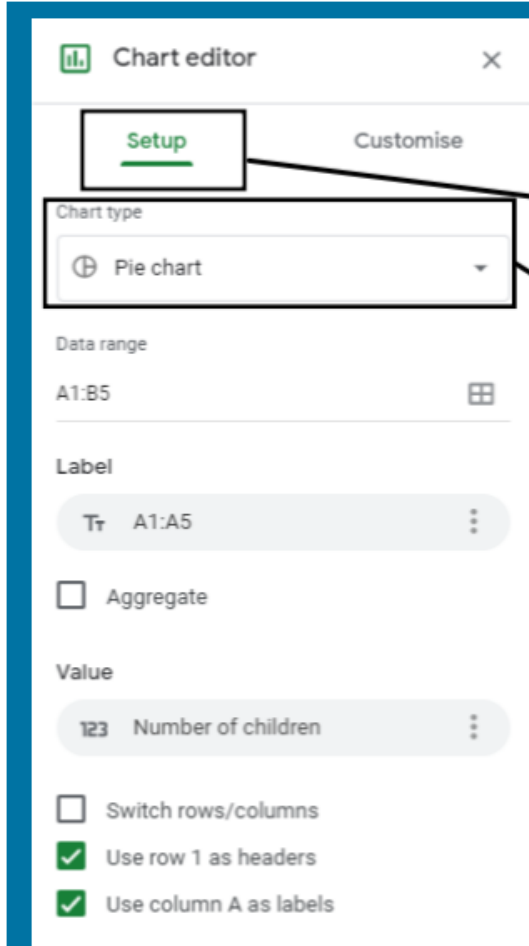 Chart editor
Setup Customise
Chart type
Pie chart
Data range
A1:B5
Label
Tт A1:A5
Aggregate
Value
123 Number of children
Switch rows/columns
Use row 1 as headers
Use column A as labels